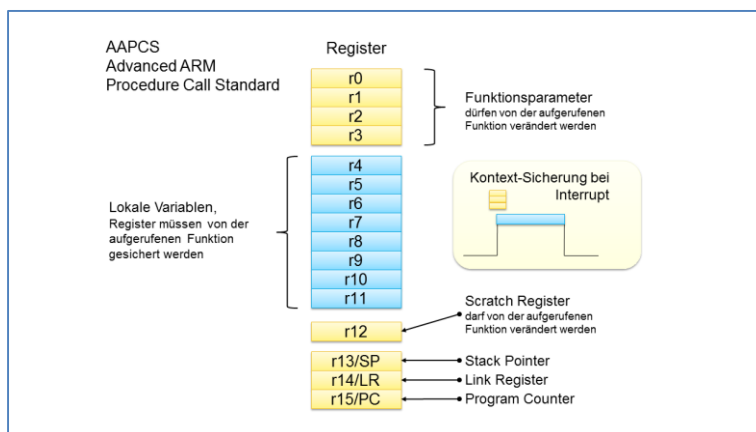 AAPCS
Advanced ARM
Procedure Call Standard
Register
r0
r1
r2
r3
Funktionsparameter
dürfen von der aufgerufenen
Funktion verändert werden
r4
r5
r6
r7
r8
r9
r10
r11
Lokale Variablen,
Register müssen von der
aufgerufenen Funktion
gesichert werden
Kontext-Sicherung bei
Interrupt
r12
Scratch Register
darf von der aufgerufenen
Funktion verändert werden
r13/SP
Stack Pointer
r14/LR
Link Register
r15/PC
Program Counter